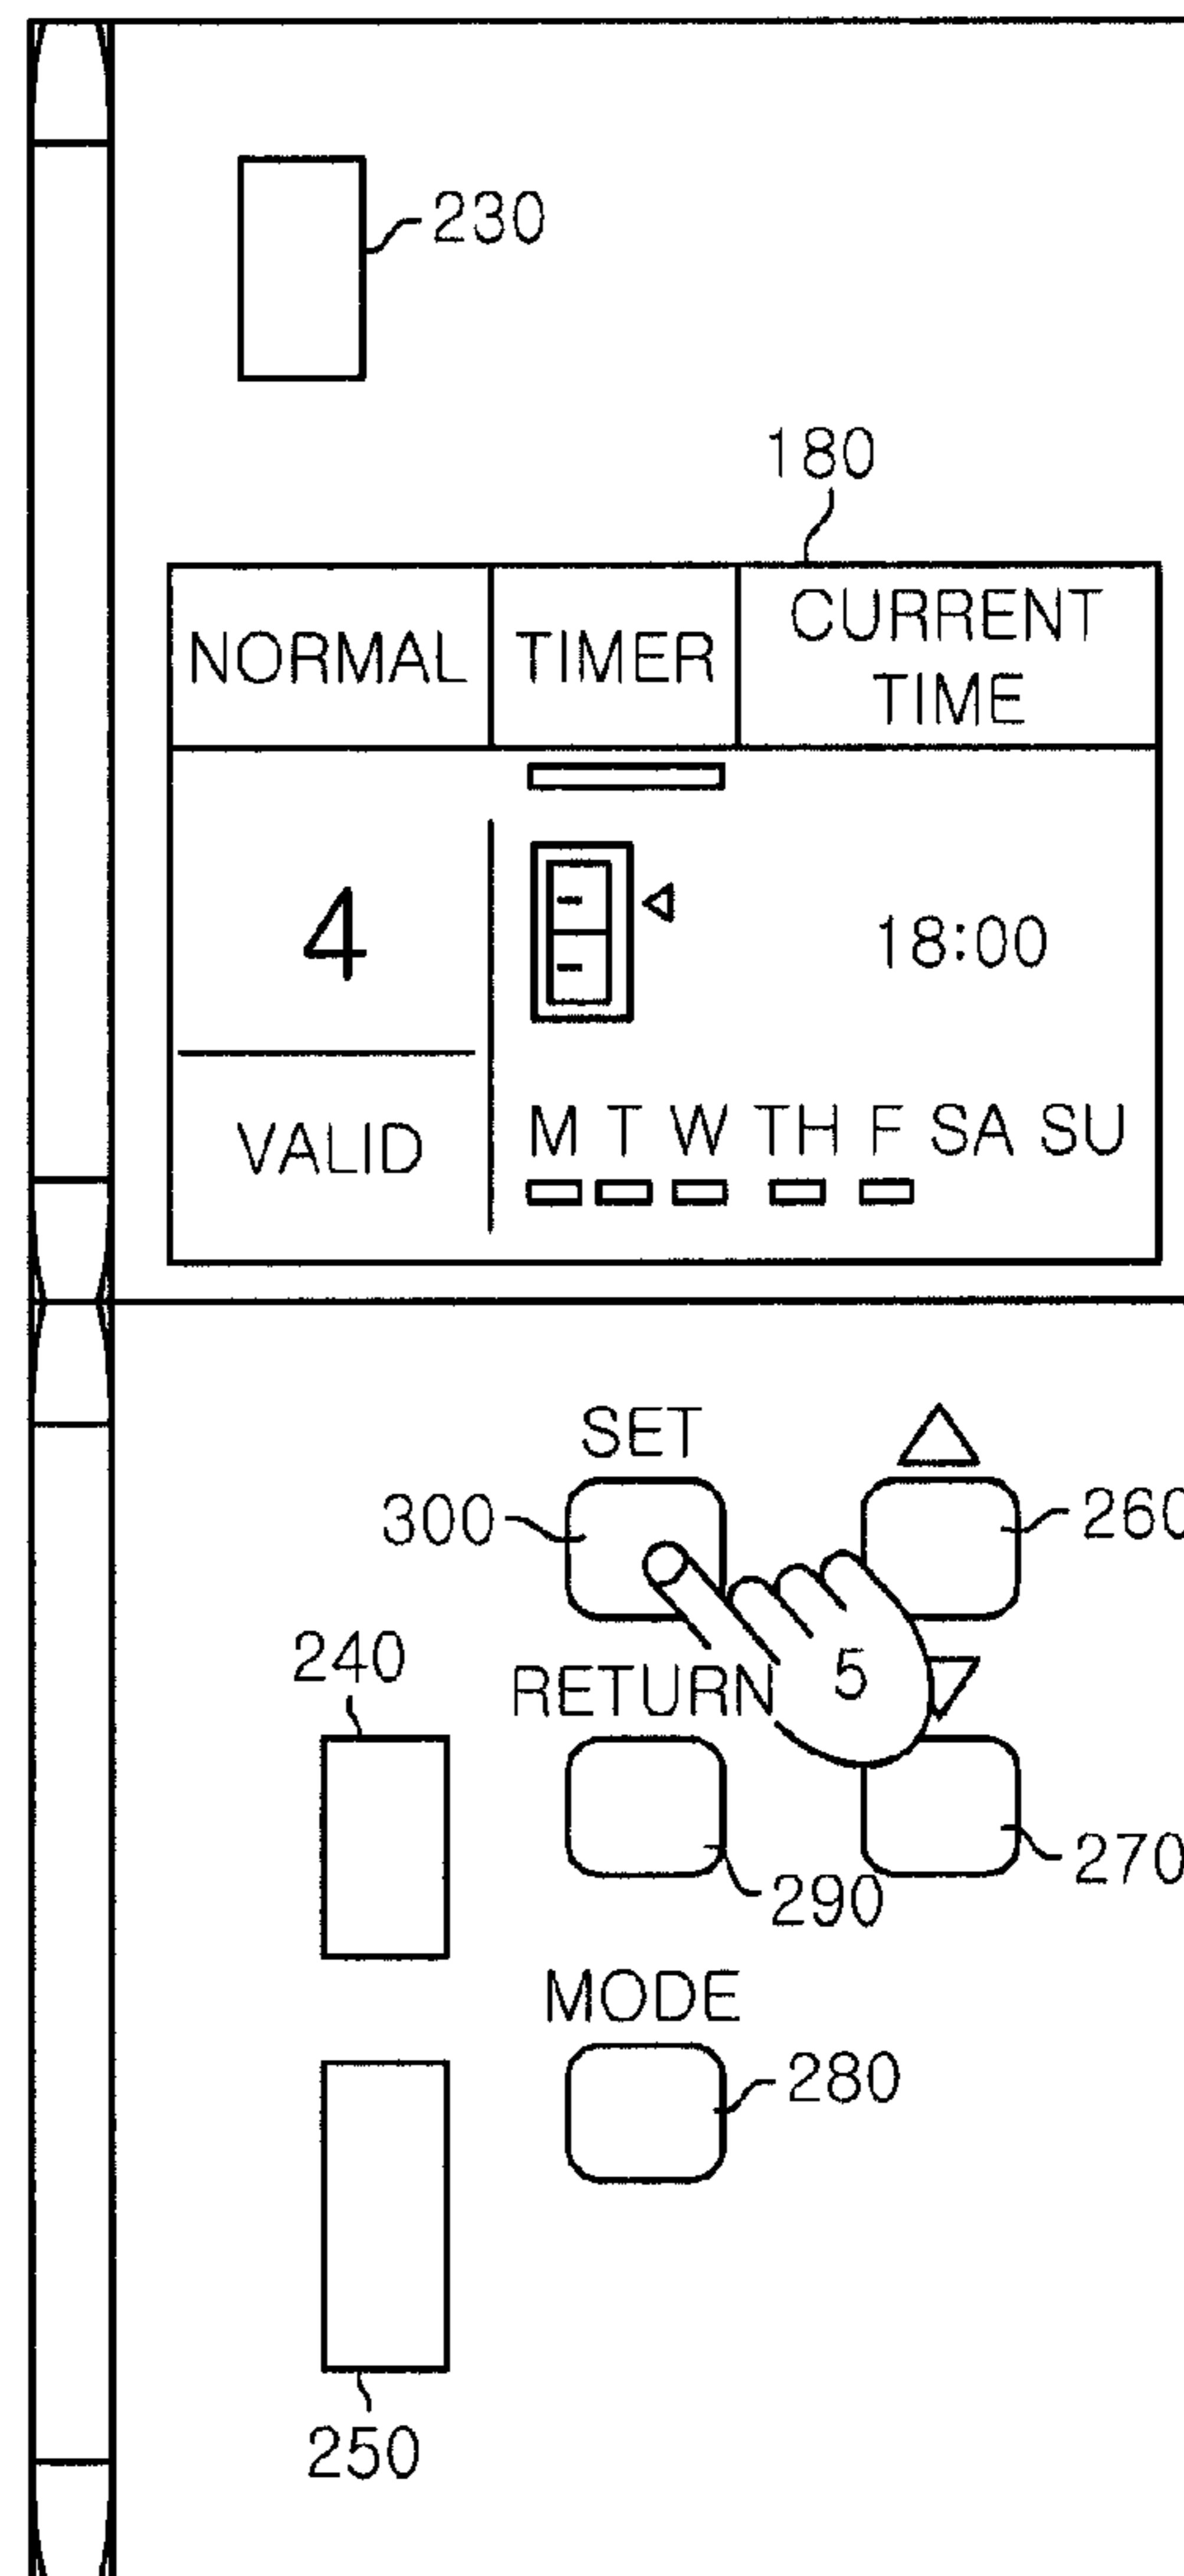 230
180
NORMAL TIMER CURRENT TIME
4
18:00
VALID
M T W TH F SA SU
SET
300
260
240
RETURN
5
290
270
MODE
280
250